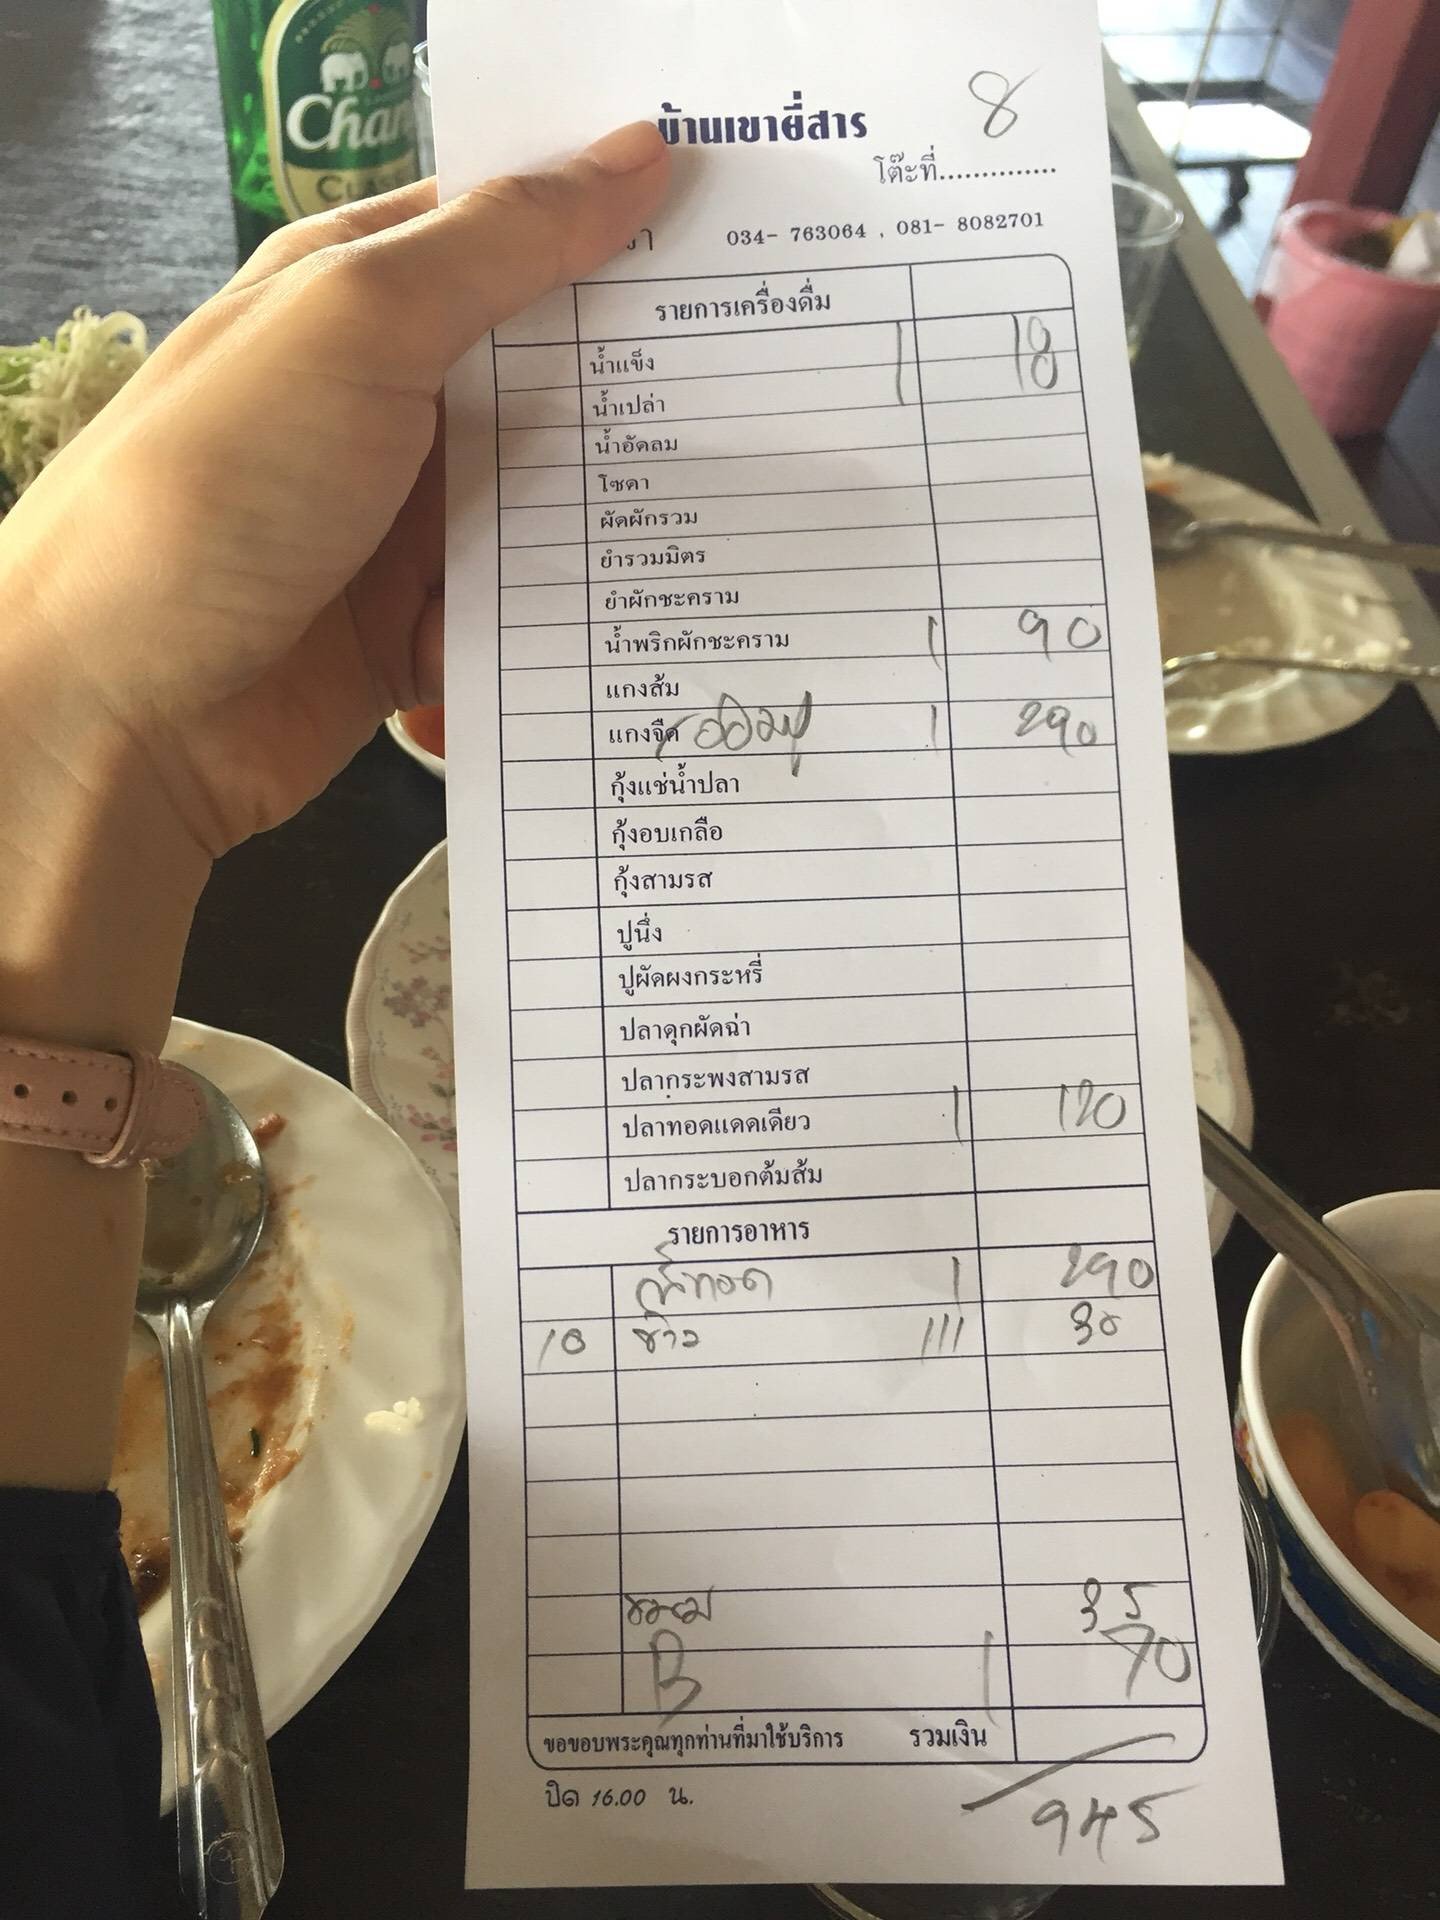 Chan
CLAS
บ้านเขายี่สาร
8
โต๊ะที่..............
034- 763064 , 081- 8082701
รายการเครื่องดื่ม
น้ำแข็ง | 10
น้ำเปล่า | 10
น้ำอัดลม
โซดา
ผัดผักรวม
ยำรวมมิตร
ยำผักชะคราม
น้ำพริกผักชะคราม 1 90
แกงส้ม
แกงจืด 1 290
กุ้งแช่น้ำปลา
กุ้งอบเกลือ
กุ้งสามรส
ปูนึ่ง
ปูผัดผงกระหรี่
ปลาดุกผัดฉ่า
ปลากระพงสามรส
ปลาทอดแดดเดียว 1 120
ปลากระบอกต้มส้ม
รายการอาหาร
กุ้งทอด 1 290
10 ข้าว 111 30
35
B 1 70
ขอขอบพระคุณทุกท่านที่มาใช้บริการ รวมเงิน
ปิด 16.00 น.
945